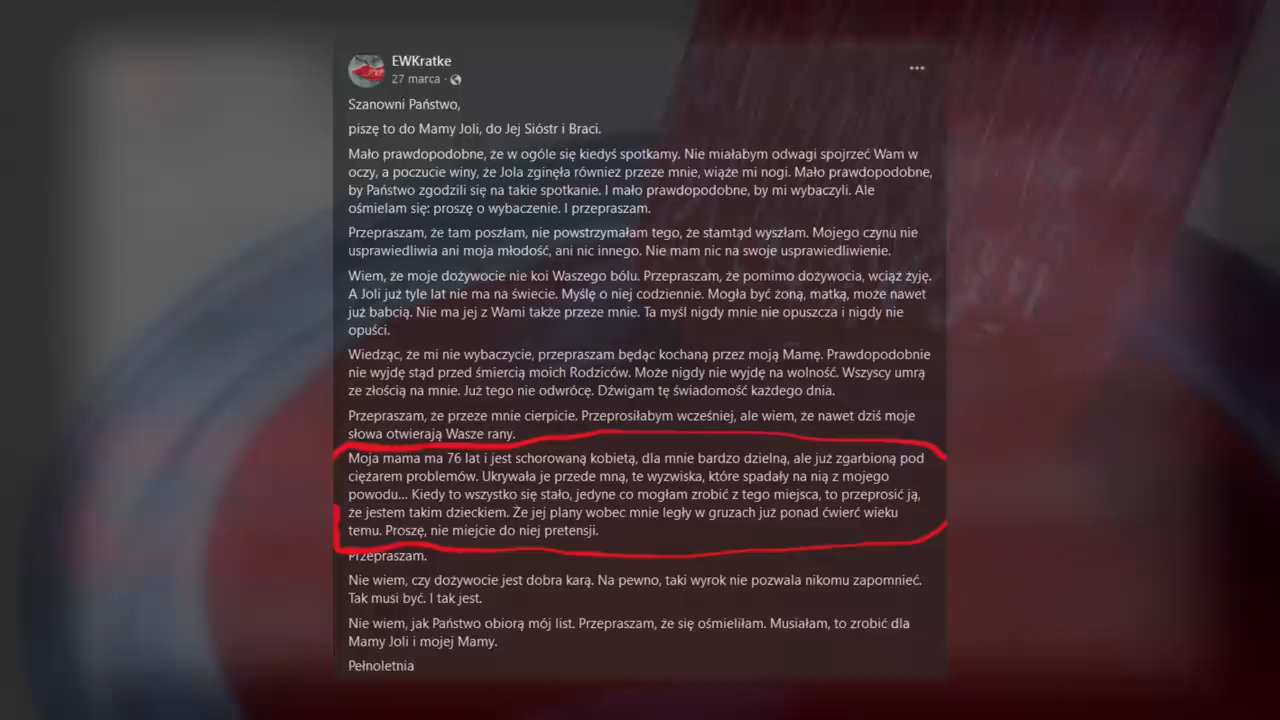 EWKratke
27 marca ·
Szanowni Państwo,
piszę to do Mamy Joli, do Jej Sióstr i Braci.
Mało prawdopodobne, że w ogóle się kiedyś spotkamy. Nie miałabym odwagi spojrzeć Wam w
oczy, a poczucie winy, że Jola zginęła również przeze mnie, wiąże mi nogi. Mało prawdopodobne,
by Państwo zgodzili się na takie spotkanie. I mało prawdopodobne, by mi wybaczyli. Ale
ośmielam się: proszę o wybaczenie. I przepraszam.
Przepraszam, że tam poszłam, nie powstrzymałam tego, że stamtąd wyszłam. Mojego czynu nie
usprawiedliwia ani moja młodość, ani nic innego. Nie mam nic na swoje usprawiedliwienie.
Wiem, że moje dożywocie nie koi Waszego bólu. Przepraszam, że pomimo dożywocia, wciąż żyję.
A Joli już tyle lat nie ma na świecie. Myślę o niej codziennie. Mogła być żoną, matką, może nawet
już babcią. Nie ma jej z Wami także przeze mnie. Ta myśl nigdy mnie nie opuszcza i nigdy nie
opuści.
Wiedząc, że mi nie wybaczycie, przepraszam będąc kochaną przez moją Mamę. Prawdopodobnie
nie wyjdę stąd przed śmiercią moich Rodziców. Może nigdy nie wyjdę na wolność. Wszyscy umrą
ze złością na mnie. Już tego nie odwrócę. Dźwigam tę świadomość każdego dnia.
Przepraszam, że przeze mnie cierpicie. Przeprosiłabym wcześniej, ale wiem, że nawet dziś moje
słowa otwierają Wasze rany.
Moja mama ma 76 lat i jest schorowaną kobietą, dla mnie bardzo dzielną, ale już zgarbioną pod
ciężarem problemów. Ukrywała je przede mną, te wyzwiska, które spadały na nią z mojego
powodu... Kiedy to wszystko się stało, jedyne co mogłam zrobić z tego miejsca, to przeprosić ją,
że jestem takim dzieckiem. Że jej plany wobec mnie legły w gruzach już ponad ćwierć wieku
temu. Proszę, nie miejcie do niej pretensji.
Przepraszam.
Nie wiem, czy dożywocie jest dobra karą. Na pewno, taki wyrok nie pozwala nikomu zapomnieć.
Tak musi być. I tak jest.
Nie wiem, jak Państwo obiorą mój list. Przepraszam, że się ośmieliłam. Musiałam, to zrobić dla
Mamy Joli i mojej Mamy.
Pełnoletnia